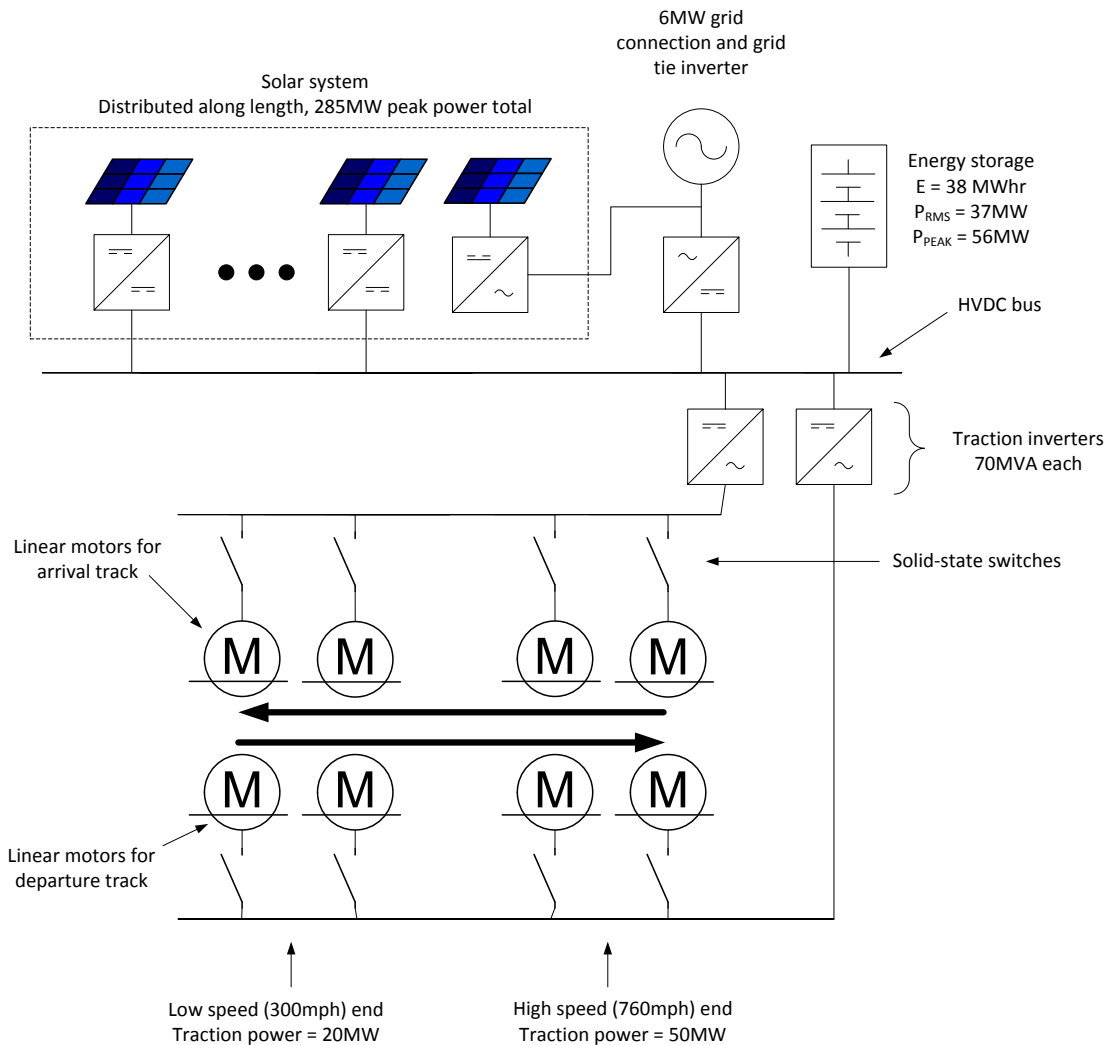 6MW grid
connection and grid
tie inverter
Solar system
Distributed along length, 285MW peak power total
Energy storage
E = 38 MWhr
PRMS = 37MW
PPEAK = 56MW
HVDC bus
Traction inverters
70MVA each
Linear motors for
arrival track
Solid-state switches
M M M M
M M M M
Linear motors for
departure track
Low speed (300mph) end
Traction power = 20MW
High speed (760mph) end
Traction power = 50MW